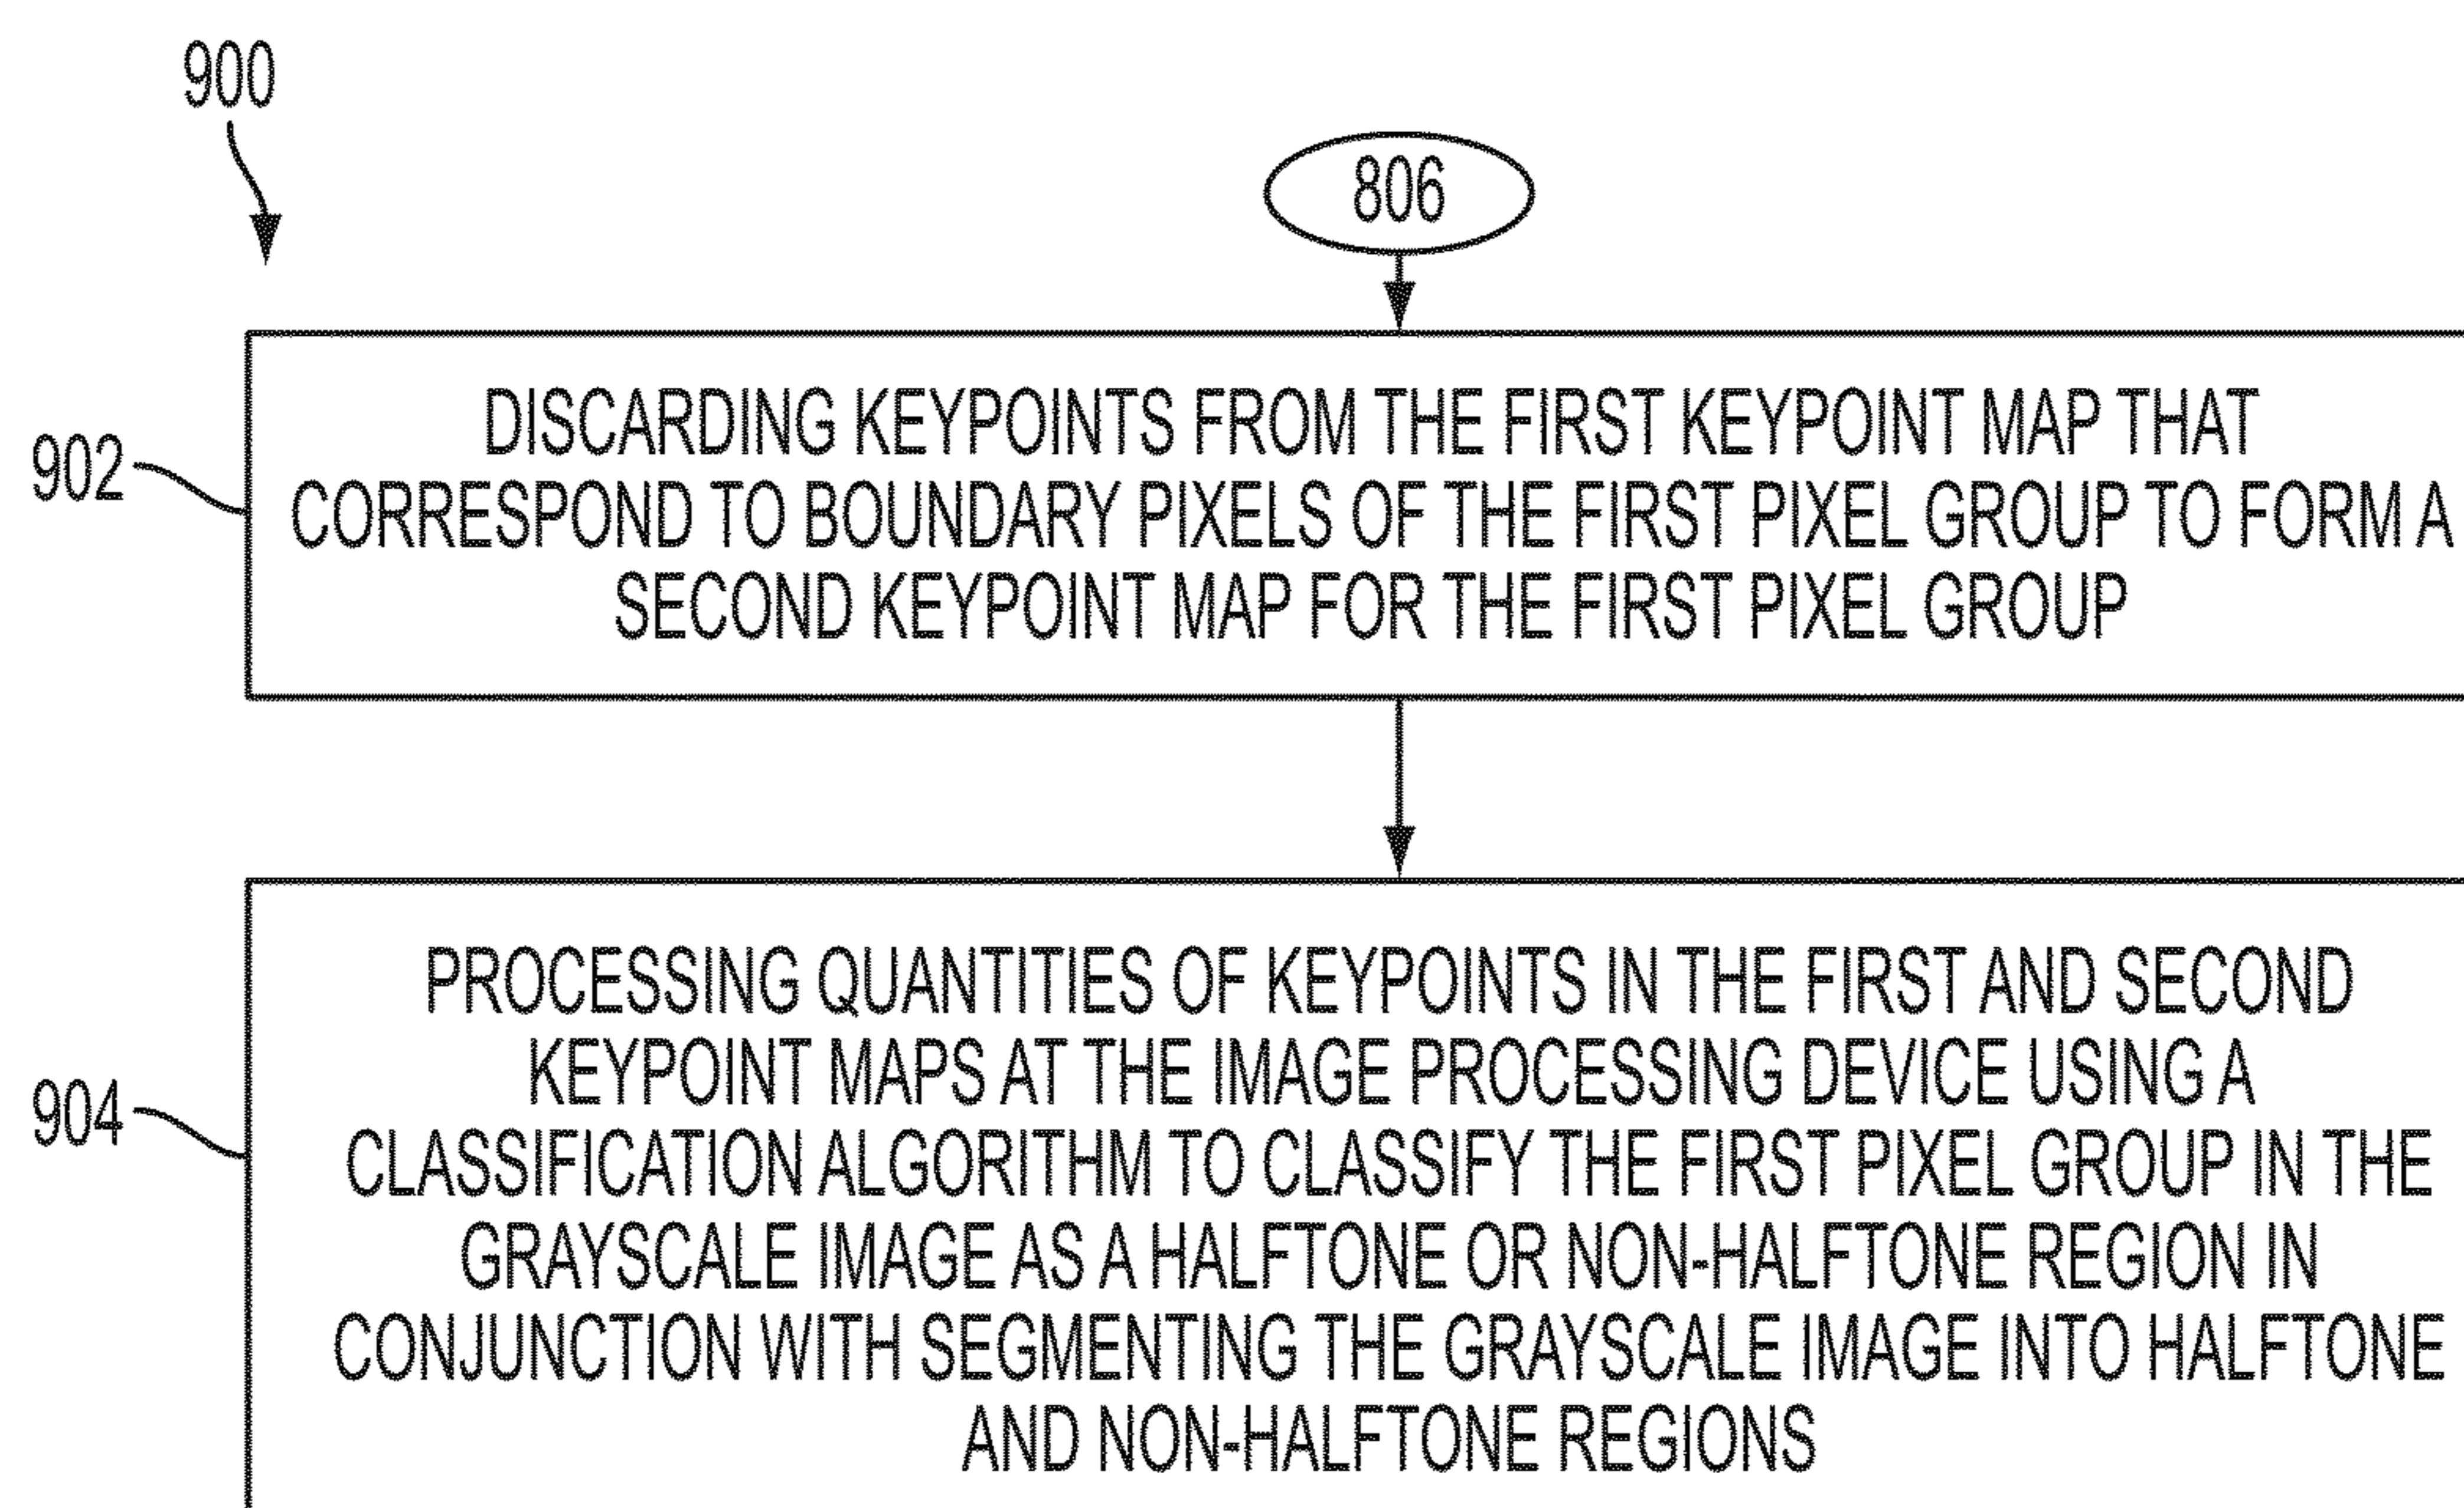 900
806
902
DISCARDING KEYPOINTS FROM THE FIRST KEYPOINT MAP THAT
CORRESPOND TO BOUNDARY PIXELS OF THE FIRST PIXEL GROUP TO FORM A
SECOND KEYPOINT MAP FOR THE FIRST PIXEL GROUP
904
PROCESSING QUANTITIES OF KEYPOINTS IN THE FIRST AND SECOND
KEYPOINT MAPS AT THE IMAGE PROCESSING DEVICE USING A
CLASSIFICATION ALGORITHM TO CLASSIFY THE FIRST PIXEL GROUP IN THE
GRAYSCALE IMAGE AS A HALFTONE OR NON-HALFTONE REGION IN
CONJUNCTION WITH SEGMENTING THE GRAYSCALE IMAGE INTO HALFTONE
AND NON-HALFTONE REGIONS